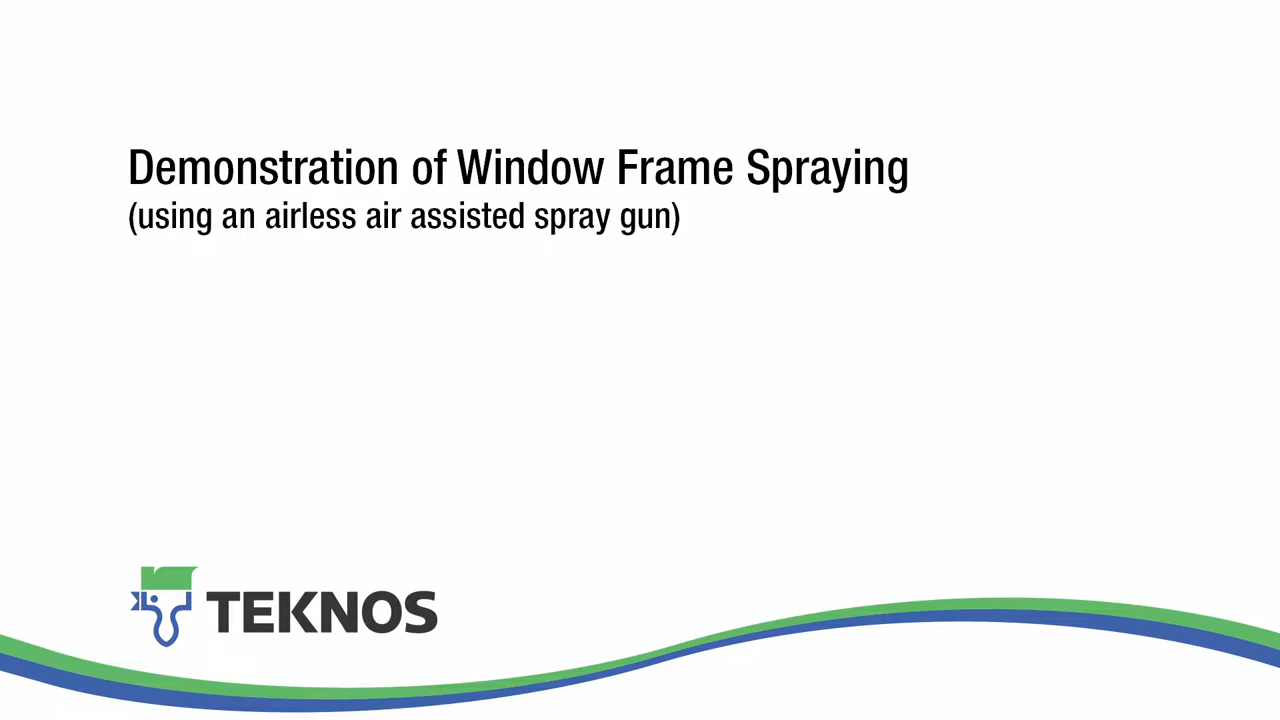 Demonstration of Window Frame Spraying
(using an airless air assisted spray gun)
TEKNOS